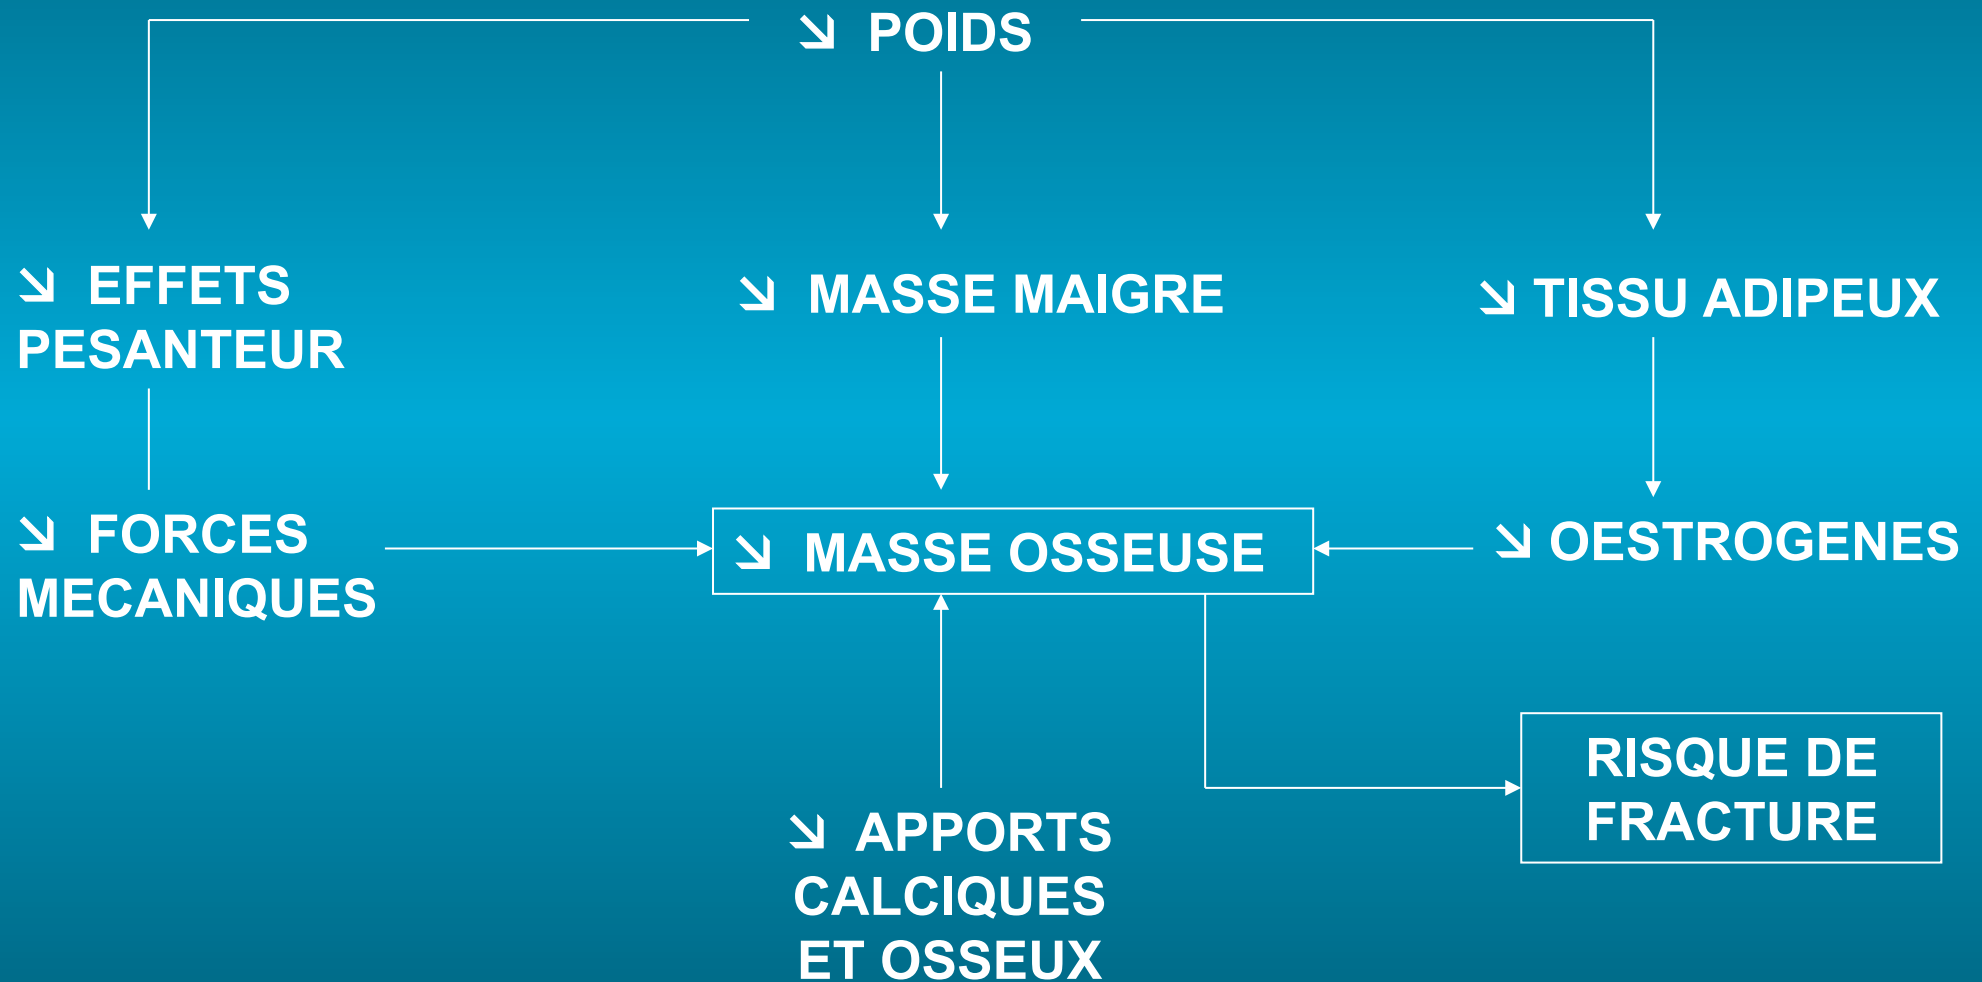 ↘ POIDS
↘ EFFETS
PESANTEUR
↘ MASSE MAIGRE
↘ TISSU ADIPEUX
↘ FORCES
MECANIQUES
↘ MASSE OSSEUSE
↘ OESTROGENES
RISQUE DE
FRACTURE
↘ APPORTS
CALCIQUES
ET OSSEUX